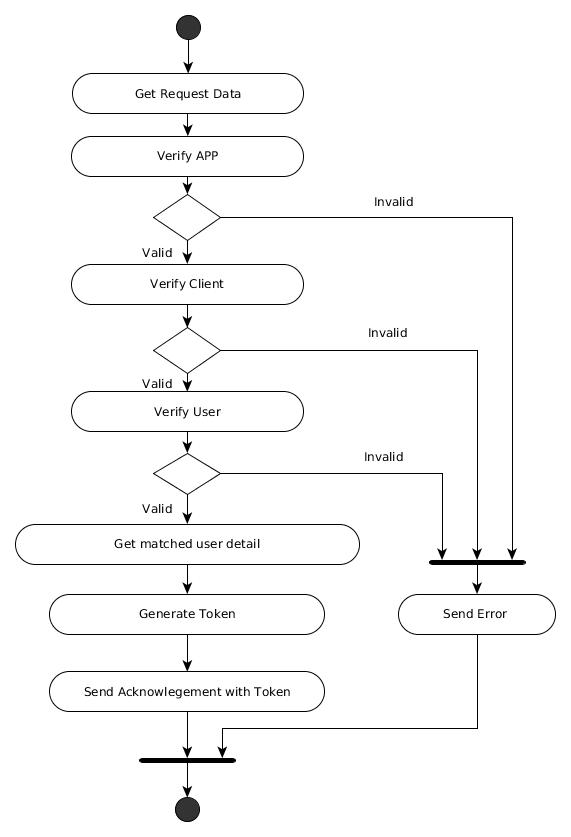 Get Request Data
Verify APP
Invalid
Valid
Verify Client
Invalid
Valid
Verify User
Invalid
Valid
Get matched user detail
Generate Token
Send Error
Send Acknowlegement with Token